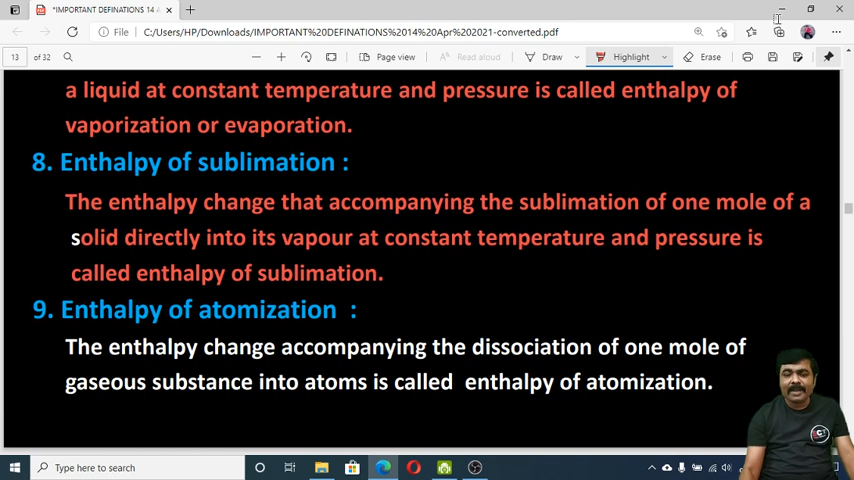 *IMPORTANT DEFINATIONS 14 A
File
C:/Users/HP/Downloads/IMPORTANT%20DEFINATIONS%2014%20Apr%202021-converted.pdf
13 of 32
Page view
Read aloud
Draw
Highlight
Erase
a liquid at constant temperature and pressure is called enthalpy of
vaporization or evaporation.
8. Enthalpy of sublimation :
The enthalpy change that accompanying the sublimation of one mole of a
solid directly into its vapour at constant temperature and pressure is
called enthalpy of sublimation.
9. Enthalpy of atomization :
The enthalpy change accompanying the dissociation of one mole of
gaseous substance into atoms is called enthalpy of atomization.
Type here to search